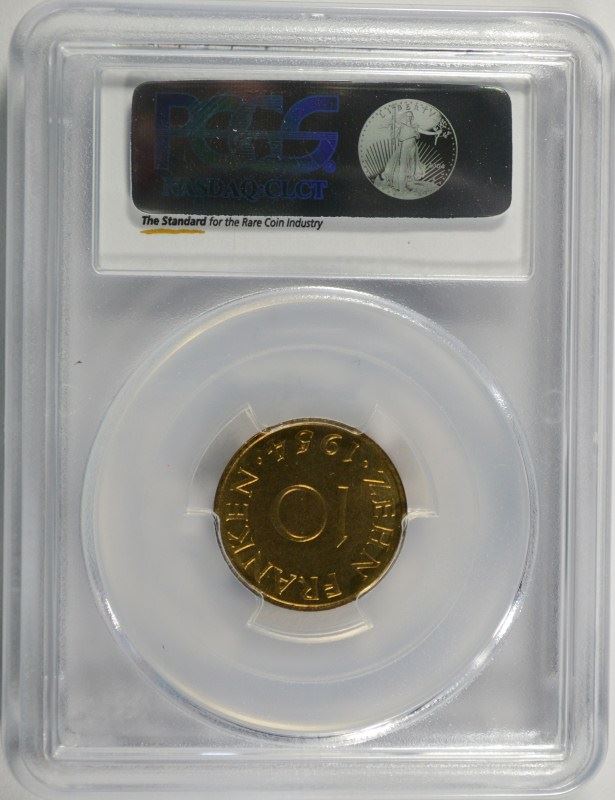 PCGS
LIBERTY
NASDAQ:CLCT
The Standard for the Rare Coin Industry
ZEHN FRANKEN
10
·1954·